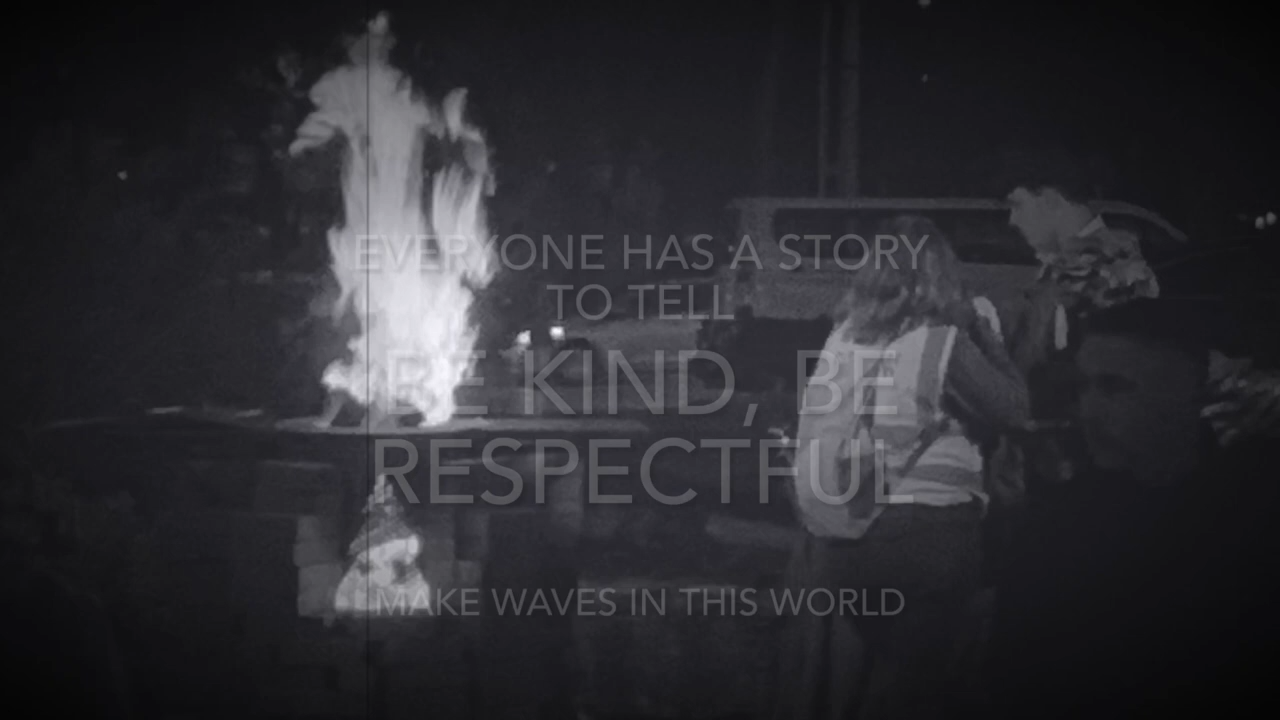 EVERYONE HAS A STORY
TO TELL
BE KIND, BE
RESPECTFUL
MAKE WAVES IN THIS WORLD